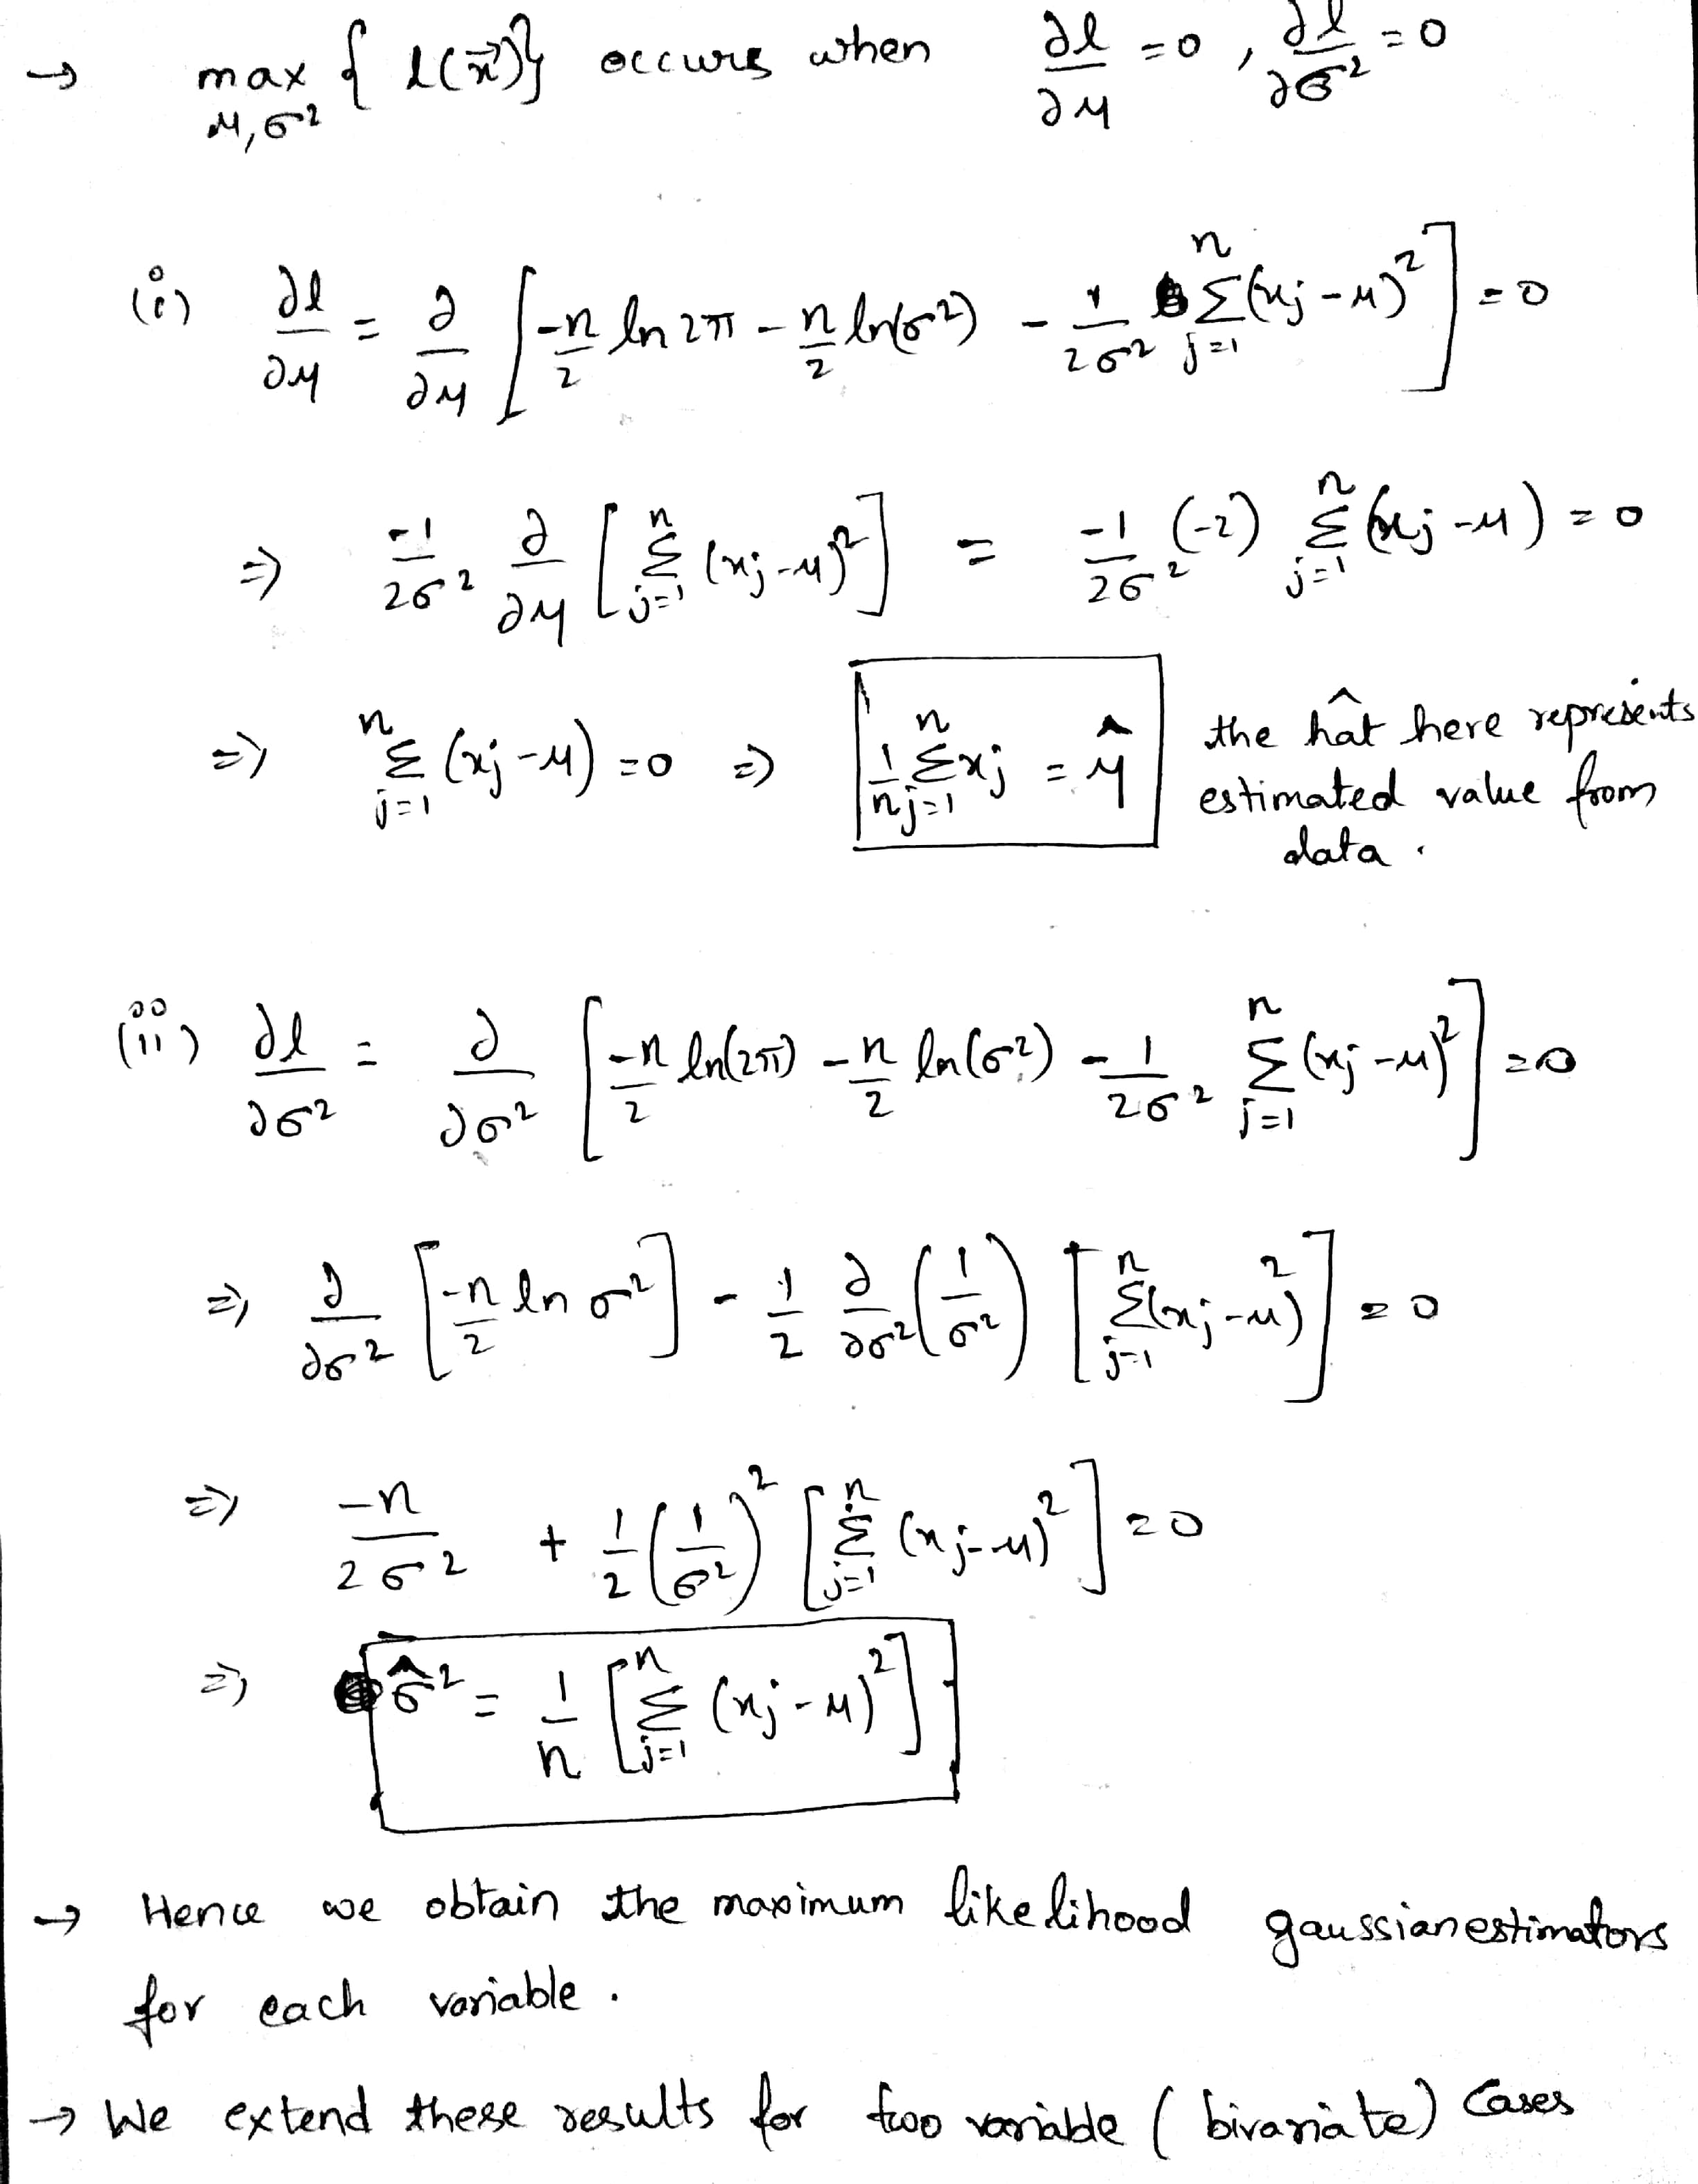 → max_{μ,σ²} { l(x⃗) } occurs when ∂l/∂μ = 0 , ∂l/∂σ² = 0
(i) ∂l/∂μ = ∂/∂μ [ -n/2 ln 2π - n/2 ln(σ²) - 1/2σ² Σ_{j=1}^{n} (xj - μ)² ] = 0
⇒ -1/2σ² ∂/∂μ [ Σ_{j=1}^{n} (xj - μ)² ] = -1/2σ² (-2) Σ_{j=1}^{n} (xj - μ) = 0
⇒ Σ_{j=1}^{n} (xj - μ) = 0 ⇒ 1/n Σ_{j=1}^{n} xj = μ̂
the hat here represents
estimated value from
data.
(ii) ∂l/∂σ² = ∂/∂σ² [ -n/2 ln(2π) - n/2 ln(σ²) - 1/2σ² Σ_{j=1}^{n} (xj - μ)² ] = 0
⇒ ∂/∂σ² [ -n/2 ln σ² ] - 1/2 ∂/∂σ² (1/σ²) [ Σ_{j=1}^{n} (xj - μ)² ] = 0
⇒ -n/2σ² + 1/2 (1/σ²)² [ Σ_{j=1}^{n} (xj - μ)² ] = 0
⇒ σ̂² = 1/n [ Σ_{j=1}^{n} (xj - μ)² ]
→ Hence we obtain the maximum likelihood gaussian estimators
for each variable.
→ We extend these results for two variable (bivariate) cases